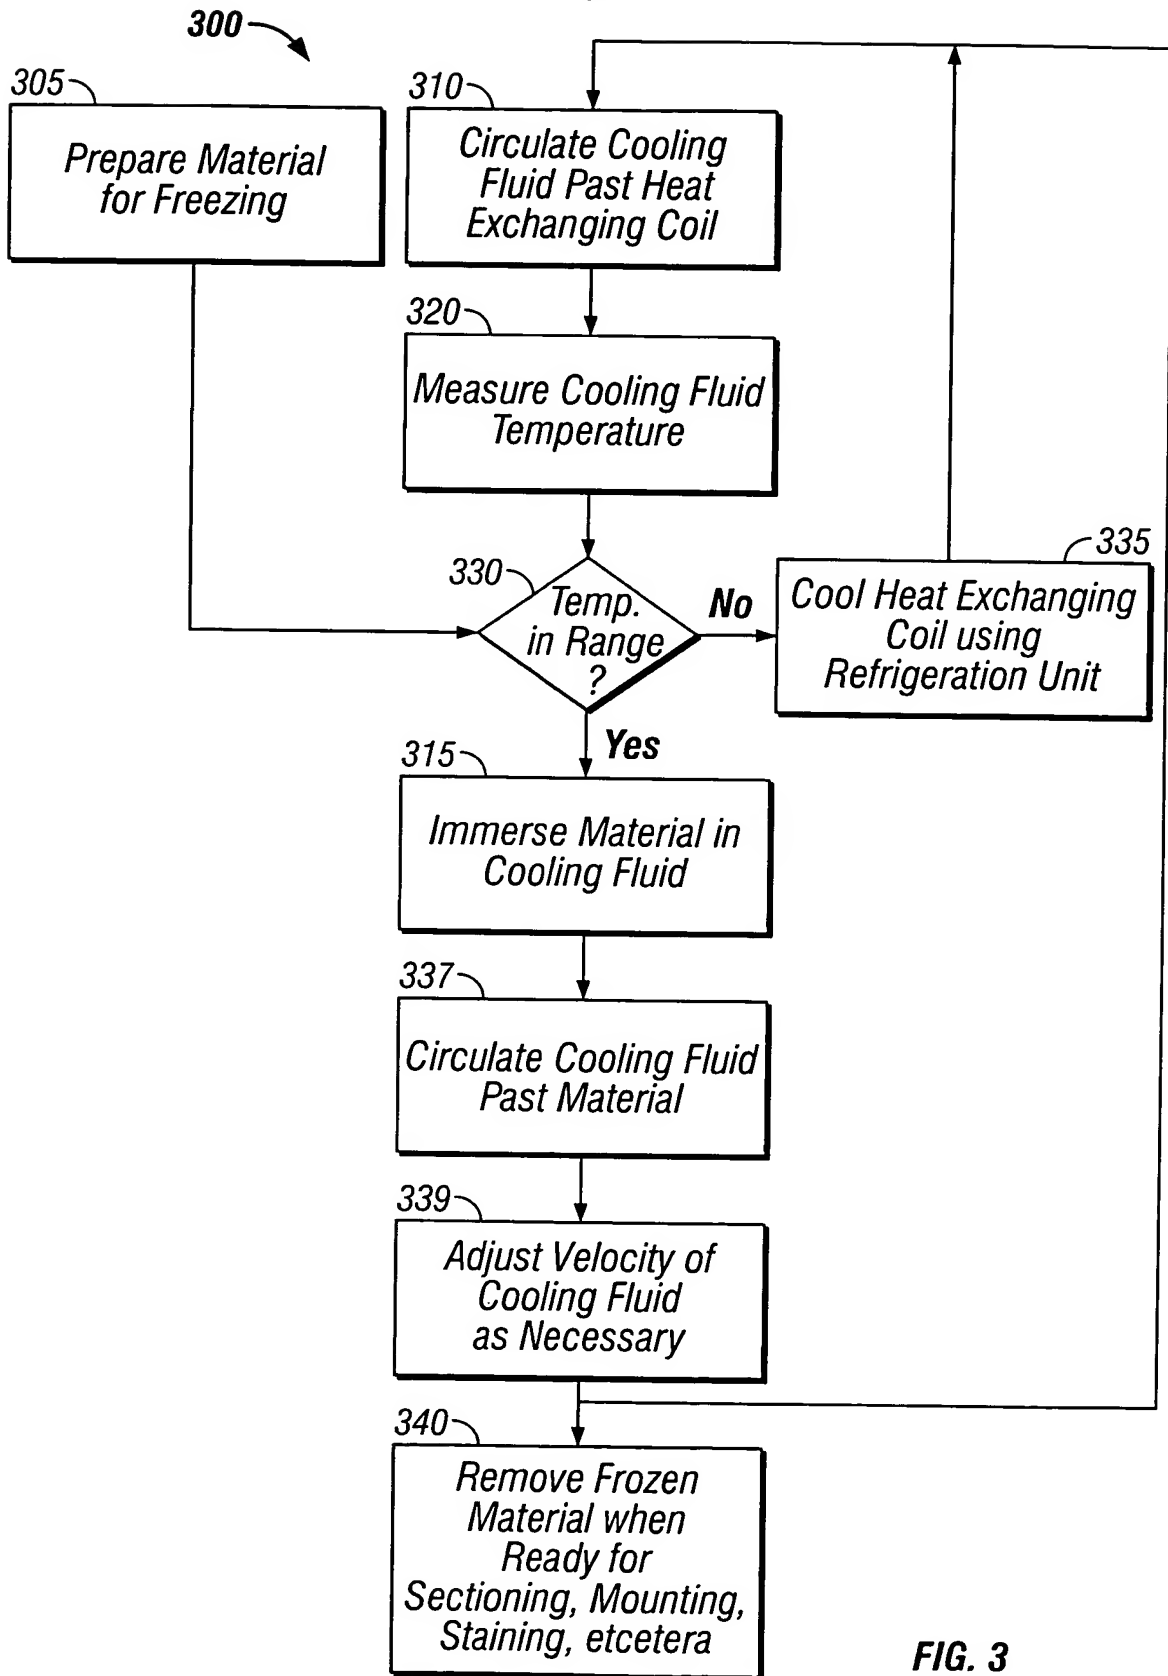 300
305
Prepare Material
for Freezing
310
Circulate Cooling
Fluid Past Heat
Exchanging Coil
320
Measure Cooling Fluid
Temperature
330
Temp.
in Range
?
No
335
Cool Heat Exchanging
Coil using
Refrigeration Unit
Yes
315
Immerse Material in
Cooling Fluid
337
Circulate Cooling Fluid
Past Material
339
Adjust Velocity of
Cooling Fluid
as Necessary
340
Remove Frozen
Material when
Ready for
Sectioning, Mounting,
Staining, etcetera
FIG. 3